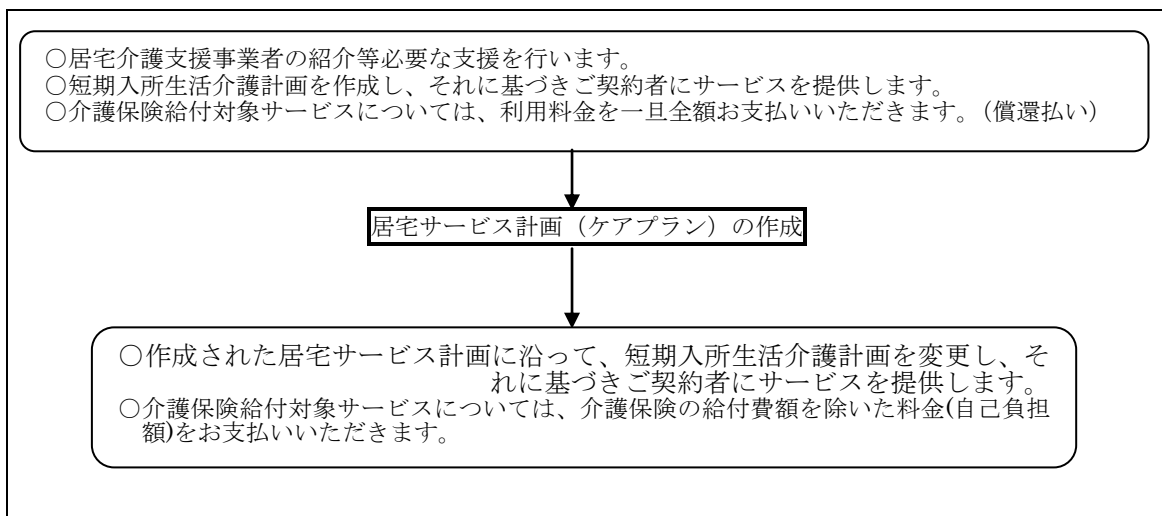 ○居宅介護支援事業者の紹介等必要な支援を行います。
○短期入所生活介護計画を作成し、それに基づきご契約者にサービスを提供します。
○介護保険給付対象サービスについては、利用料金を一旦全額お支払いいただきます。（償還払い）
居宅サービス計画（ケアプラン）の作成
○作成された居宅サービス計画に沿って、短期入所生活介護計画を変更し、そ
れに基づきご契約者にサービスを提供します。
○介護保険給付対象サービスについては、介護保険の給付費額を除いた料金(自己負担
額)をお支払いいただきます。